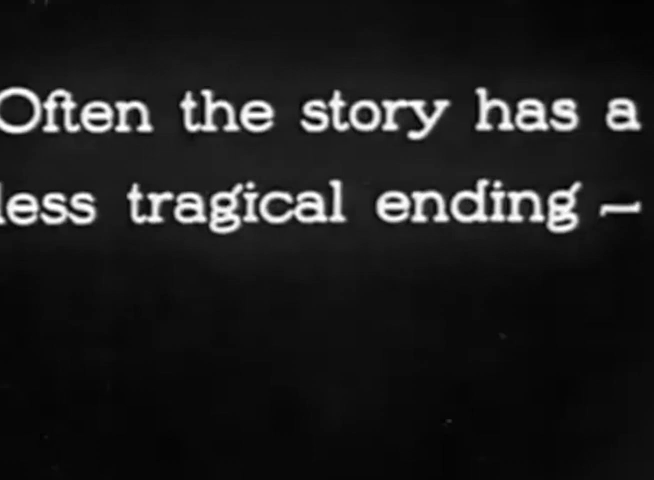 Often the story has a
less tragical ending –